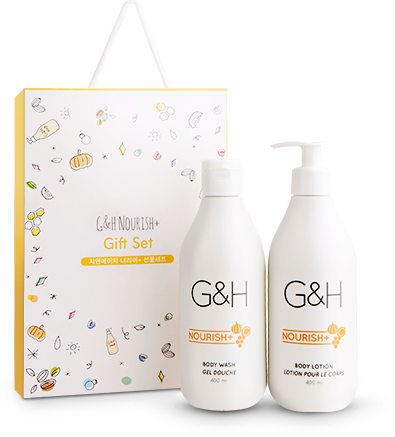 G&H NOURISH+
Gift Set
지앤에이치 너리쉬+ 선물세트
G&H
NOURISH+
BODY WASH
GEL DOUCHE
400 ml
G&H
NOURISH+
BODY LOTION
LOTION POUR LE CORPS
400 ml